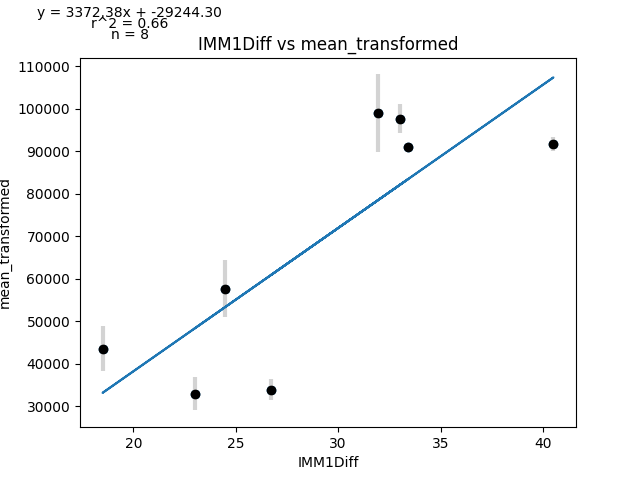 y = 3372.38x + -29244.30
r^2 = 0.66
n = 8
IMM1Diff vs mean_transformed
110000
100000
90000
80000
70000
60000
50000
40000
30000
mean_transformed
20 25 30 35 40
IMM1Diff